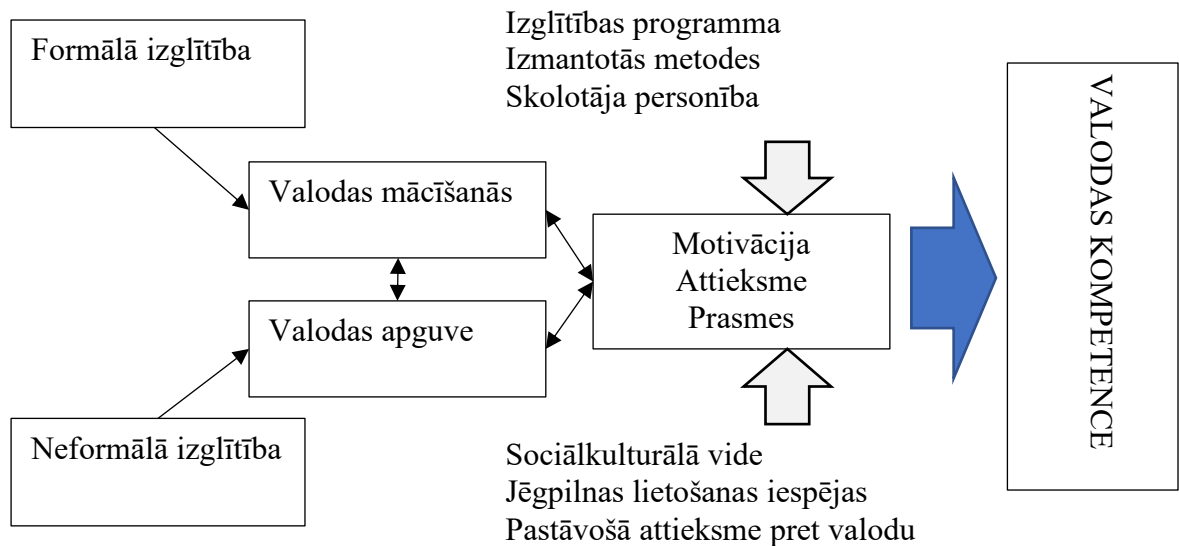 Formālā izglītība
Izglītības programma
Izmantotās metodes
Skolotāja personība
Valodas mācīšanās
Valodas apguve
Neformālā izglītība
Motivācija
Attieksme
Prasmes
Sociālkulturālā vide
Jēgpilnas lietošanas iespējas
Pastāvošā attieksme pret valodu
VALODAS KOMPETENCE